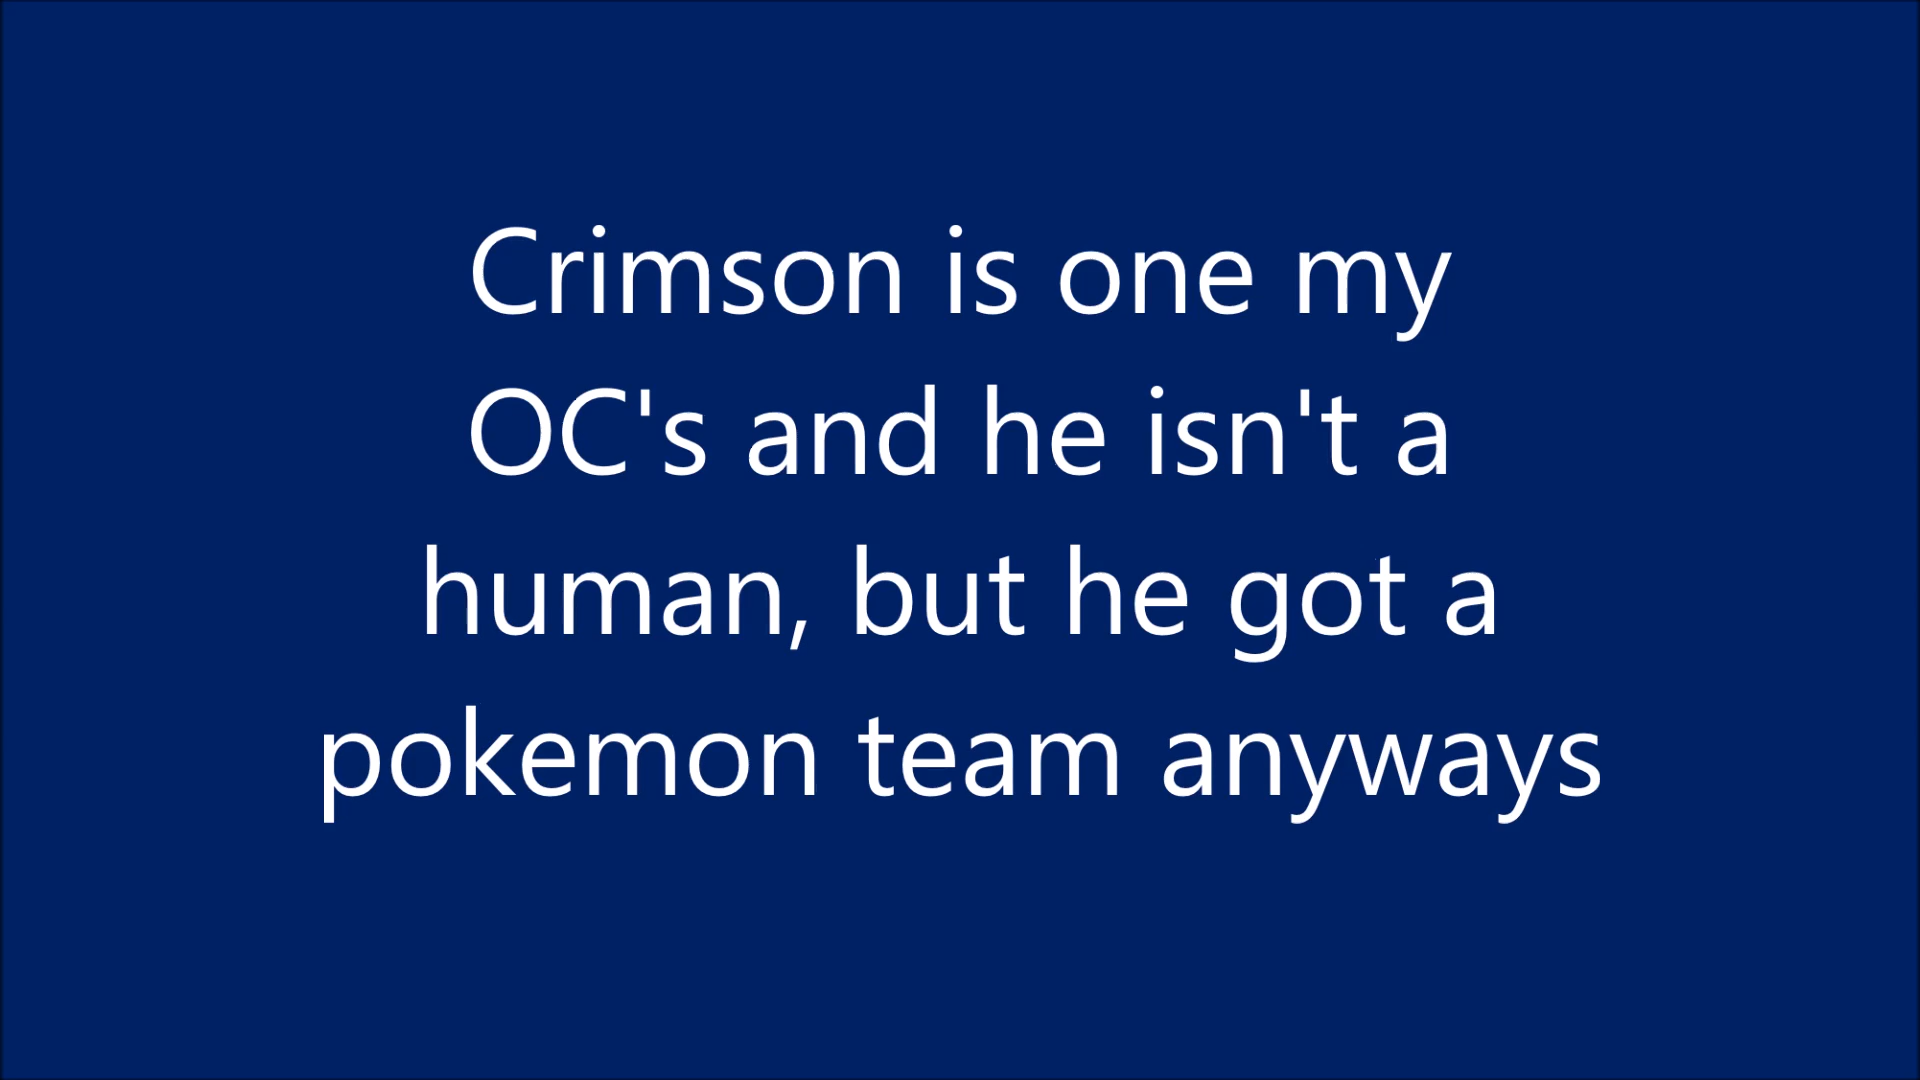 Crimson is one my
OC's and he isn't a
human, but he got a
pokemon team anyways